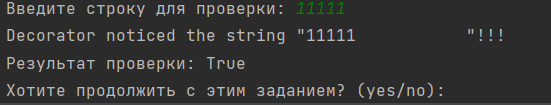 Введите строку для проверки: 11111
Decorator noticed the string "11111           "!!!
Результат проверки: True
Хотите продолжить с этим заданием? (yes/no):